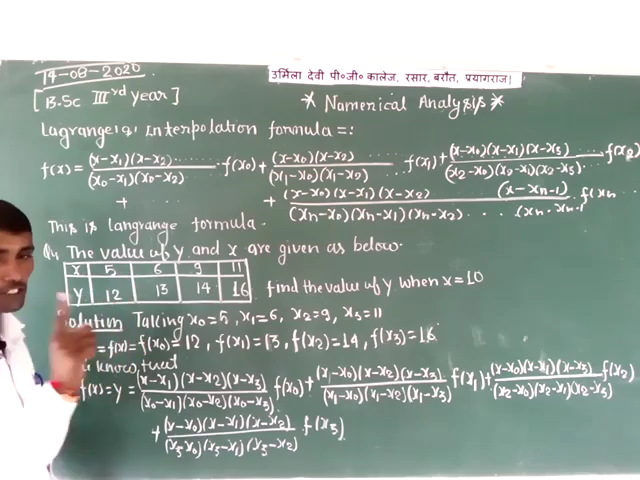 14-08-2020
उर्मिला देवी पी०जी० कालेज, रसार, बरौत, प्रयागराज।
[B.Sc IIIrd year]
* Numerical Analysis *
Lagrange's Interpolation formula =:
f(x) = (x-x1)(x-x2)....../(x0-x1)(x0-x2)...... f(x0) + (x-x0)(x-x2)....../(x1-x0)(x1-x2)...... f(x1) + (x-x0)(x-x1)(x-x3)....../(x2-x0)(x2-x1)(x2-x3)...... f(x2)
+ ...... + (x-x0)(x-x1)(x-x2) ...... (x-xn-1)/(xn-x0)(xn-x1)(xn-x2) ...... (xn-xn-1) f(xn
This is langrange formula.
The value of y and x are given as below.
x 5 6 9 11
y 12 13 14 16
find the value of y when x=10
Solution Taking x0=5, x1=6, x2=9, x3=11
= f(x) = f(x0) = 12, f(x1) = 13, f(x2) = 14, f(x3) = 16
know that
f(x) = y = (x-x1)(x-x2)(x-x3)/(x0-x1)(x0-x2)(x0-x3) f(x0) + (x-x0)(x-x2)(x-x3)/(x1-x0)(x1-x2)(x1-x3) f(x1) + (x-x0)(x-x1)(x-x3)/(x2-x0)(x2-x1)(x2-x3) f(x2)
+ (x-x0)(x-x1)(x-x2)/(x3-x0)(x3-x1)(x3-x2) f(x3)